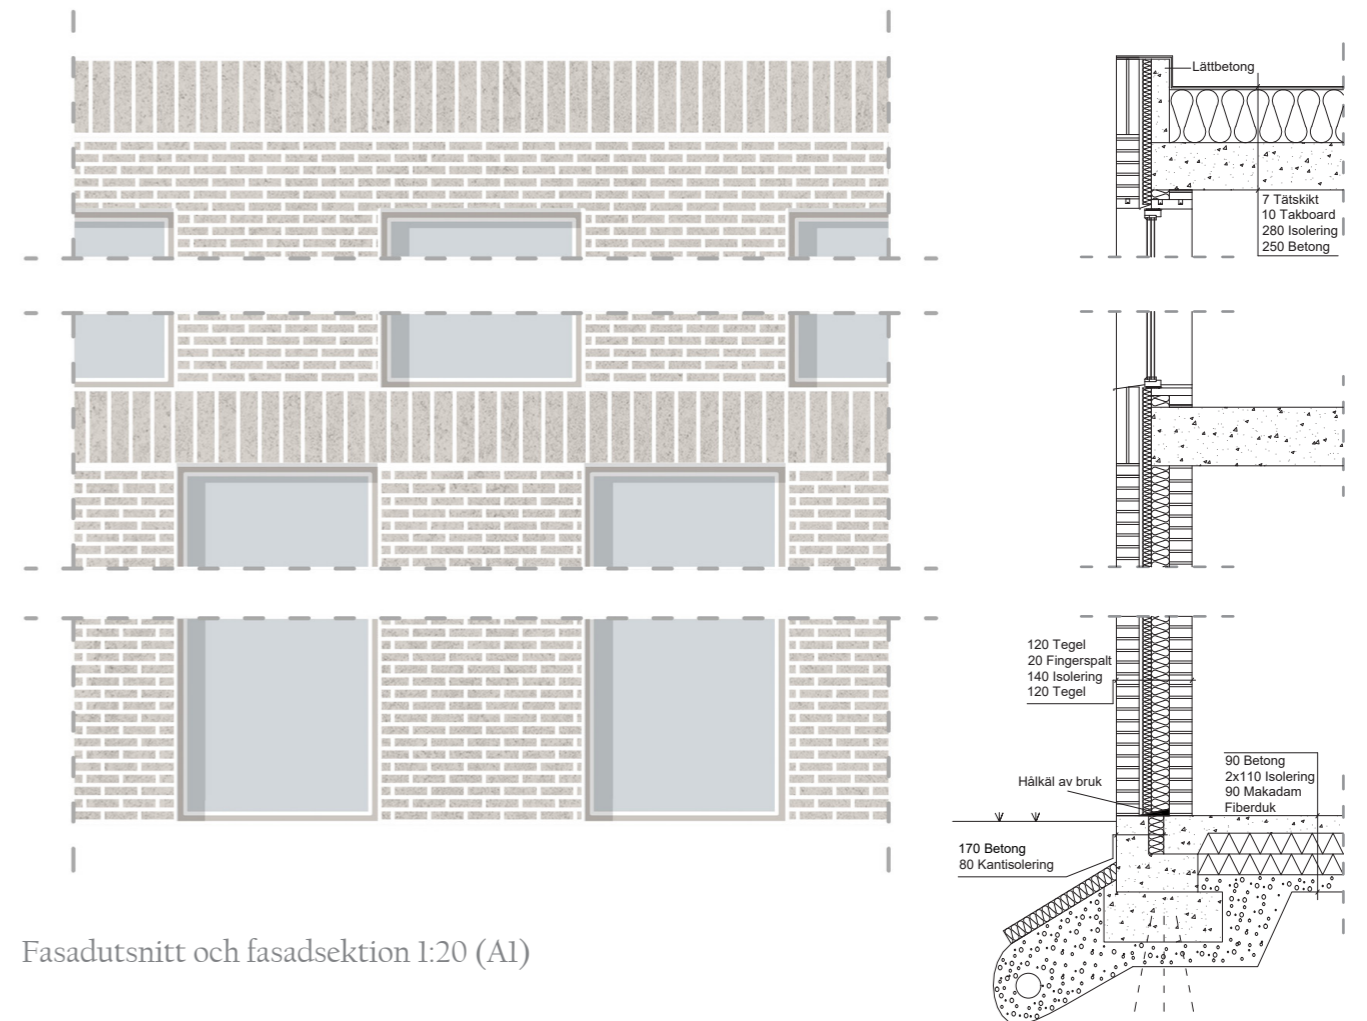 Lättbetong
7 Tätskikt
10 Takboard
280 Isolering
250 Betong
120 Tegel
20 Fingerspalt
140 Isolering
120 Tegel
Hålkäl av bruk
90 Betong
2x110 Isolering
90 Makadam
Fiberduk
170 Betong
80 Kantisolering
Fasadutsnitt och fasadsektion 1:20 (A1)